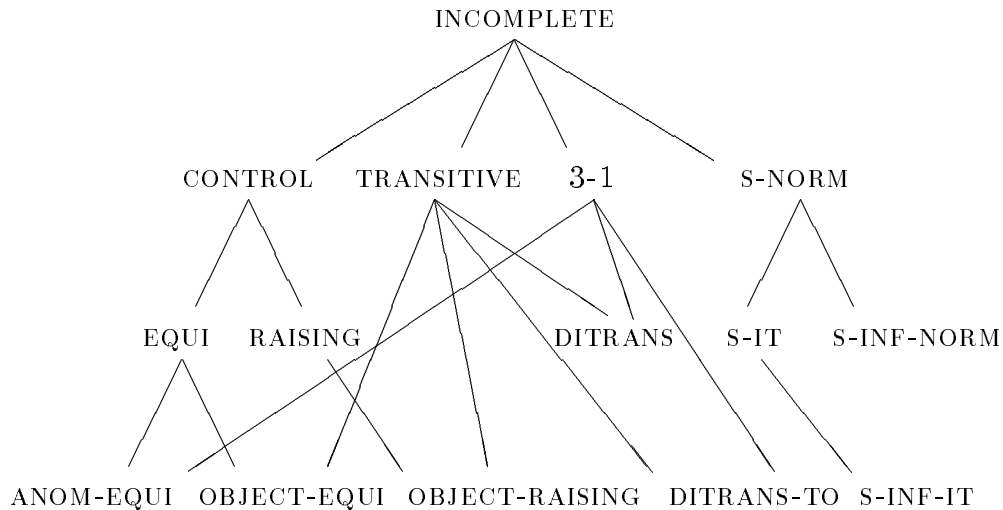 INCOMPLETE
CONTROL TRANSITIVE 3-1 S-NORM
EQUI RAISING DITRANS S-IT S-INF-NORM
ANOM-EQUI OBJECT-EQUI OBJECT-RAISING DITRANS-TO S-INF-IT